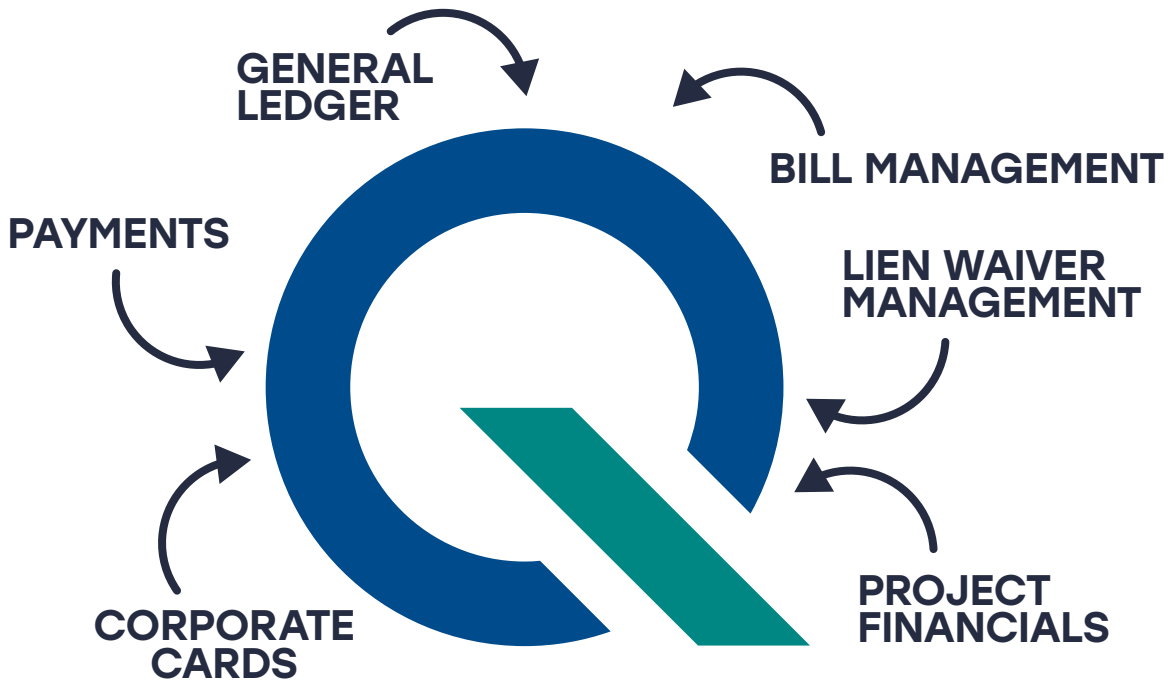 GENERAL
LEDGER
BILL MANAGEMENT
PAYMENTS
LIEN WAIVER
MANAGEMENT
CORPORATE
CARDS
PROJECT
FINANCIALS